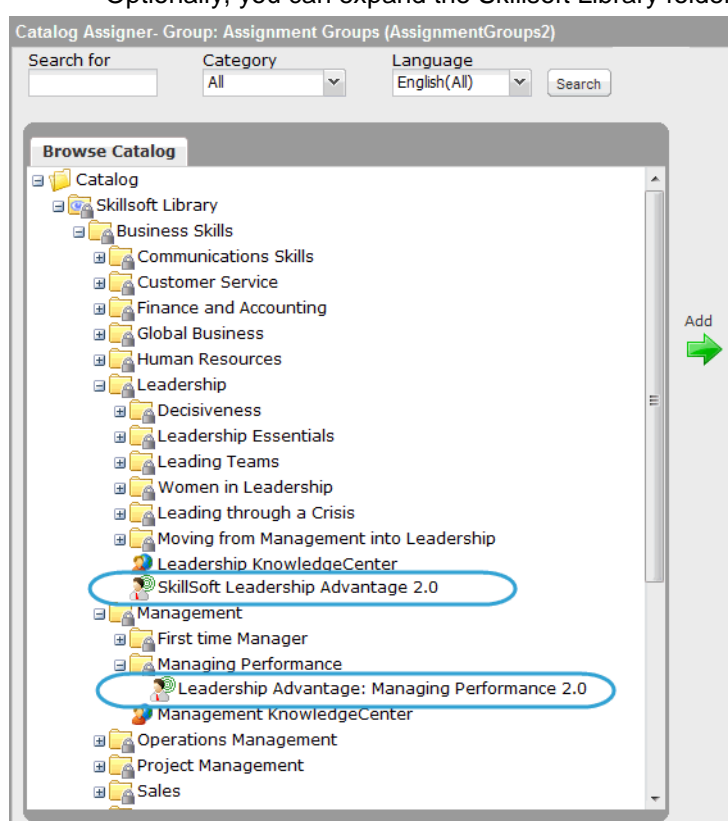 Optionally, you can expand the Skillsoft Library folder
Catalog Assigner- Group: Assignment Groups (AssignmentGroups2)
Search for Category Language
All English(All) Search
Browse Catalog
Catalog
Skillsoft Library
Business Skills
Communications Skills
Customer Service
Finance and Accounting
Global Business
Add
Human Resources
Leadership
Decisiveness
Leadership Essentials
Leading Teams
Women in Leadership
Leading through a Crisis
Moving from Management into Leadership
Leadership KnowledgeCenter
SkillSoft Leadership Advantage 2.0
Management
First time Manager
Managing Performance
Leadership Advantage: Managing Performance 2.0
Management KnowledgeCenter
Operations Management
Project Management
Sales